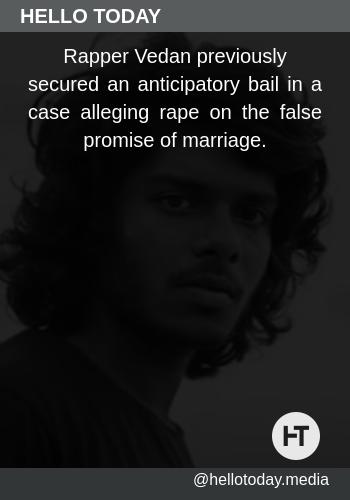 HELLO TODAY
Rapper Vedan previously
secured an anticipatory bail in a
case alleging rape on the false
promise of marriage.
HT
@hellotoday.media